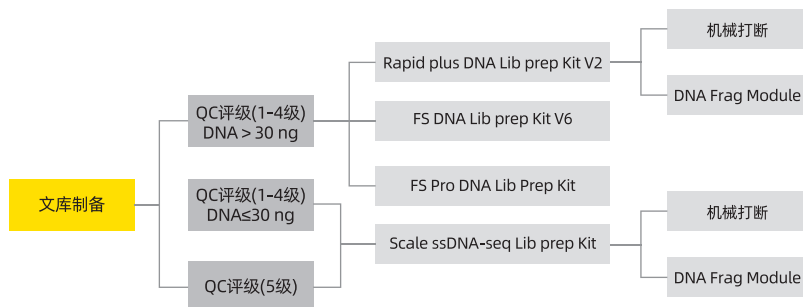 文库制备
QC评级(1-4级)
DNA > 30 ng
QC评级(1-4级)
DNA≤30 ng
QC评级(5级)
Rapid plus DNA Lib prep Kit V2
FS DNA Lib prep Kit V6
FS Pro DNA Lib Prep Kit
Scale ssDNA-seq Lib prep Kit
机械打断
DNA Frag Module
机械打断
DNA Frag Module